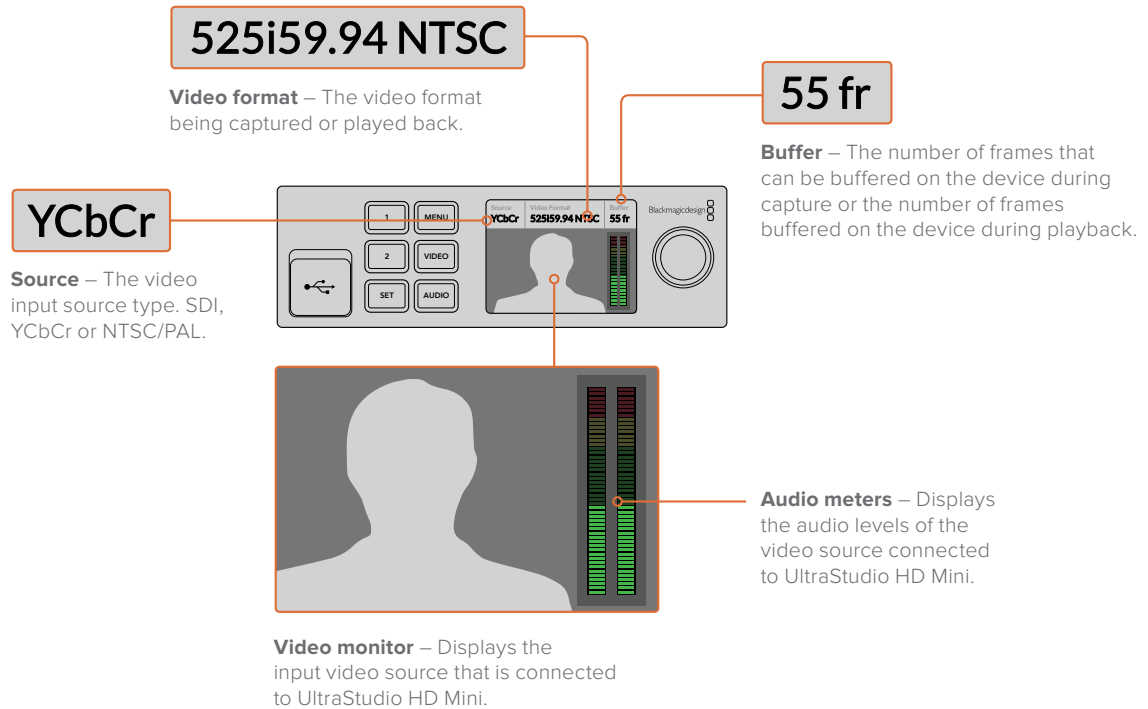 525i59.94 NTSC
Video format – The video format
being captured or played back.
55 fr
Buffer – The number of frames that
can be buffered on the device during
capture or the number of frames
buffered on the device during playback.
YCbCr
Source – The video
input source type. SDI,
YCbCr or NTSC/PAL.
1
MENU
2
VIDEO
SET
AUDIO
Source
Video Format
Buffer
YCbCr
525i59.94 NTSC
55 fr
Blackmagicdesign
Audio meters – Displays
the audio levels of the
video source connected
to UltraStudio HD Mini.
Video monitor – Displays the
input video source that is connected
to UltraStudio HD Mini.